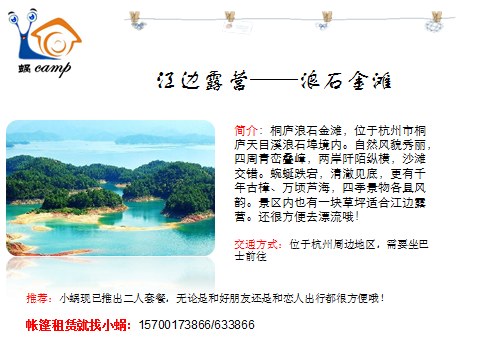 蜗camp
江边露营——浪石金滩
简介：桐庐浪石金滩，位于杭州市桐
庐天目溪浪石埠境内。自然风貌秀丽，
四周青峦叠峰，两岸阡陌纵横，沙滩
交错。蜿蜒跌宕，清澈见底，更有千
年古樟、万顷芦海，四季景物各具风
韵。景区内也有一块草坪适合江边露
营。还很方便去漂流哦！
交通方式：位于杭州周边地区，需要坐巴
士前往
推荐：小蜗现已推出二人套餐，无论是和好朋友还是和恋人出行都很方便哦！
帐篷租赁就找小蜗：15700173866/633866